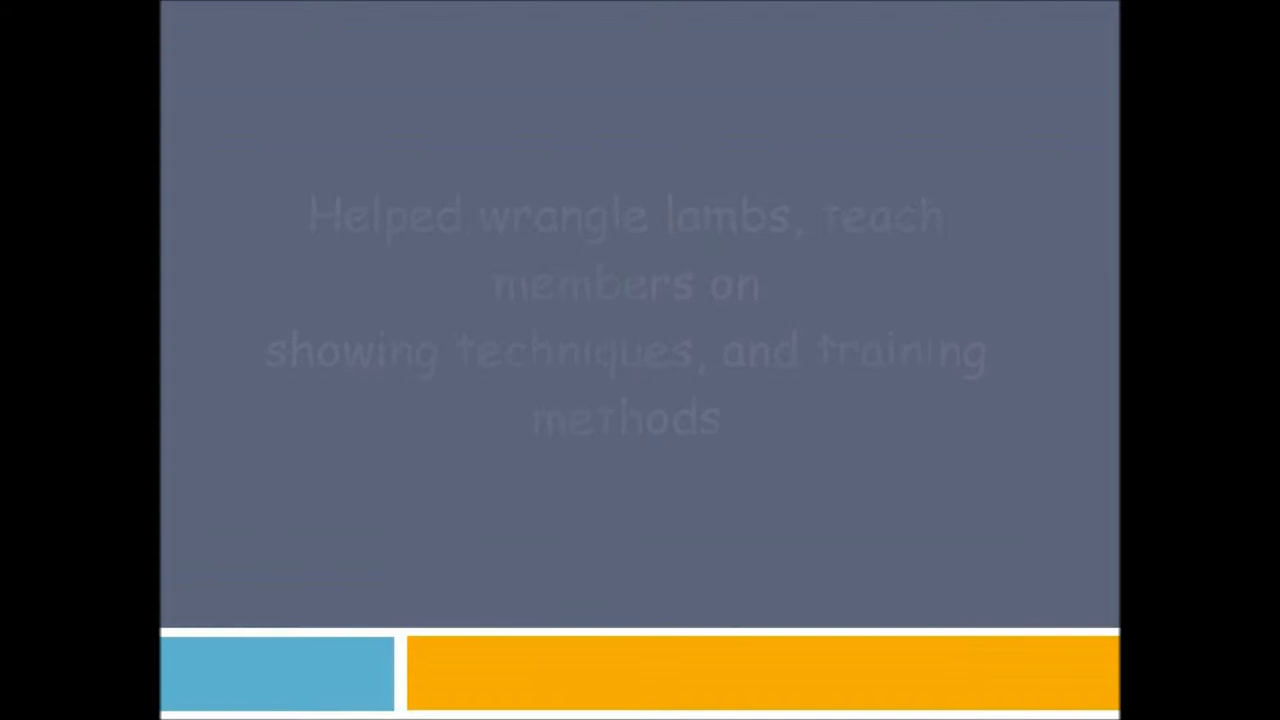 Helped wrangle lambs, teach
members on
showing techniques, and training
methods